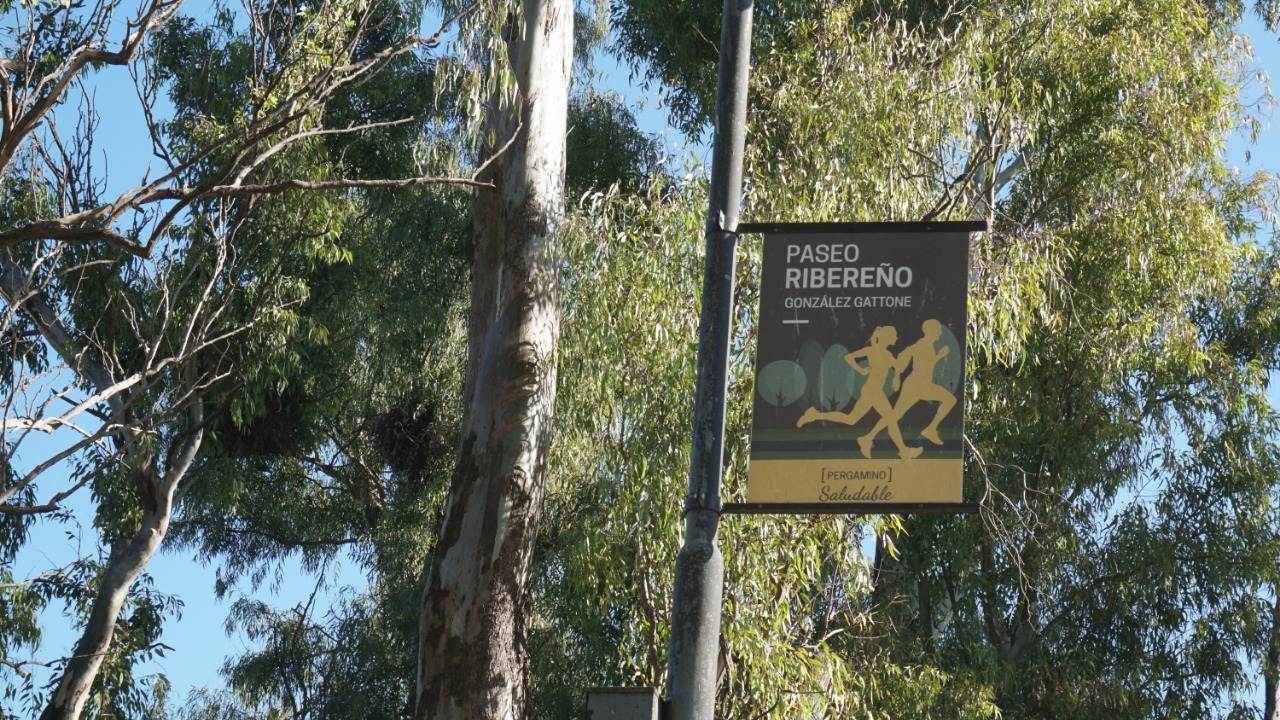 PASEO
RIBEREÑO
GONZÁLEZ GATTONE
[PERGAMINO]
Saludable